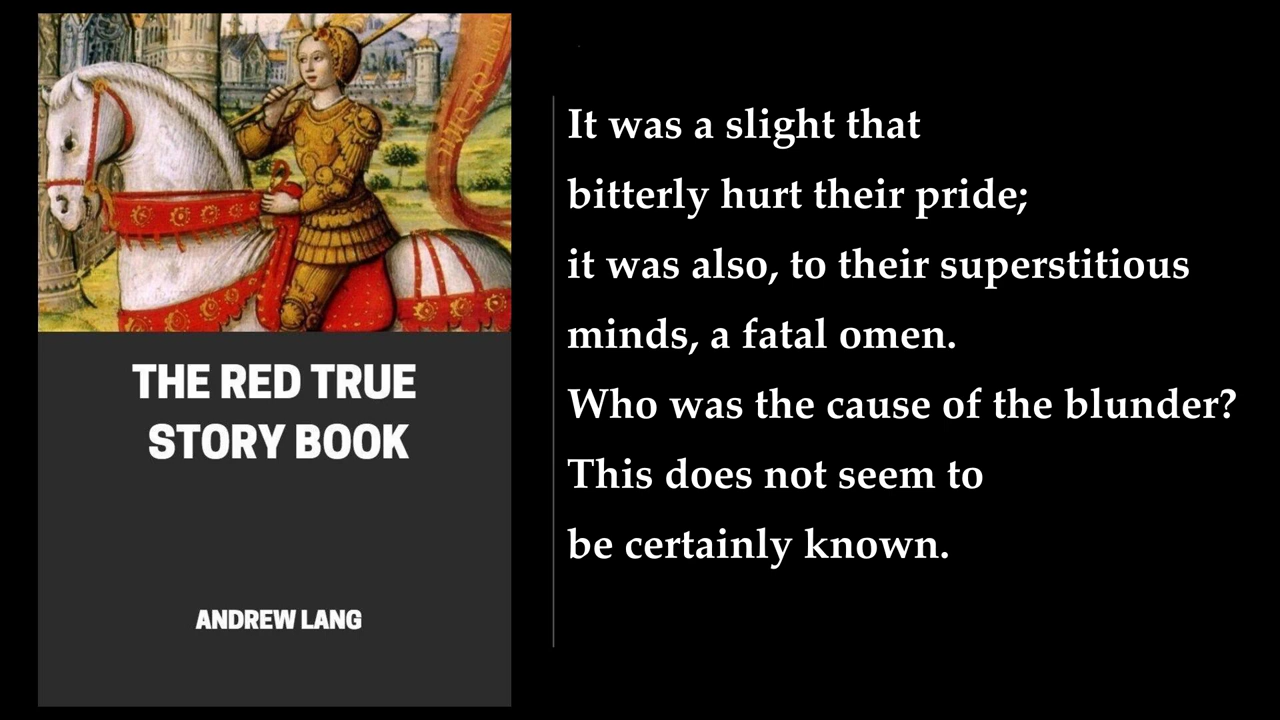 THE RED TRUE
STORY BOOK
ANDREW LANG
It was a slight that
bitterly hurt their pride;
it was also, to their superstitious
minds, a fatal omen.
Who was the cause of the blunder?
This does not seem to
be certainly known.